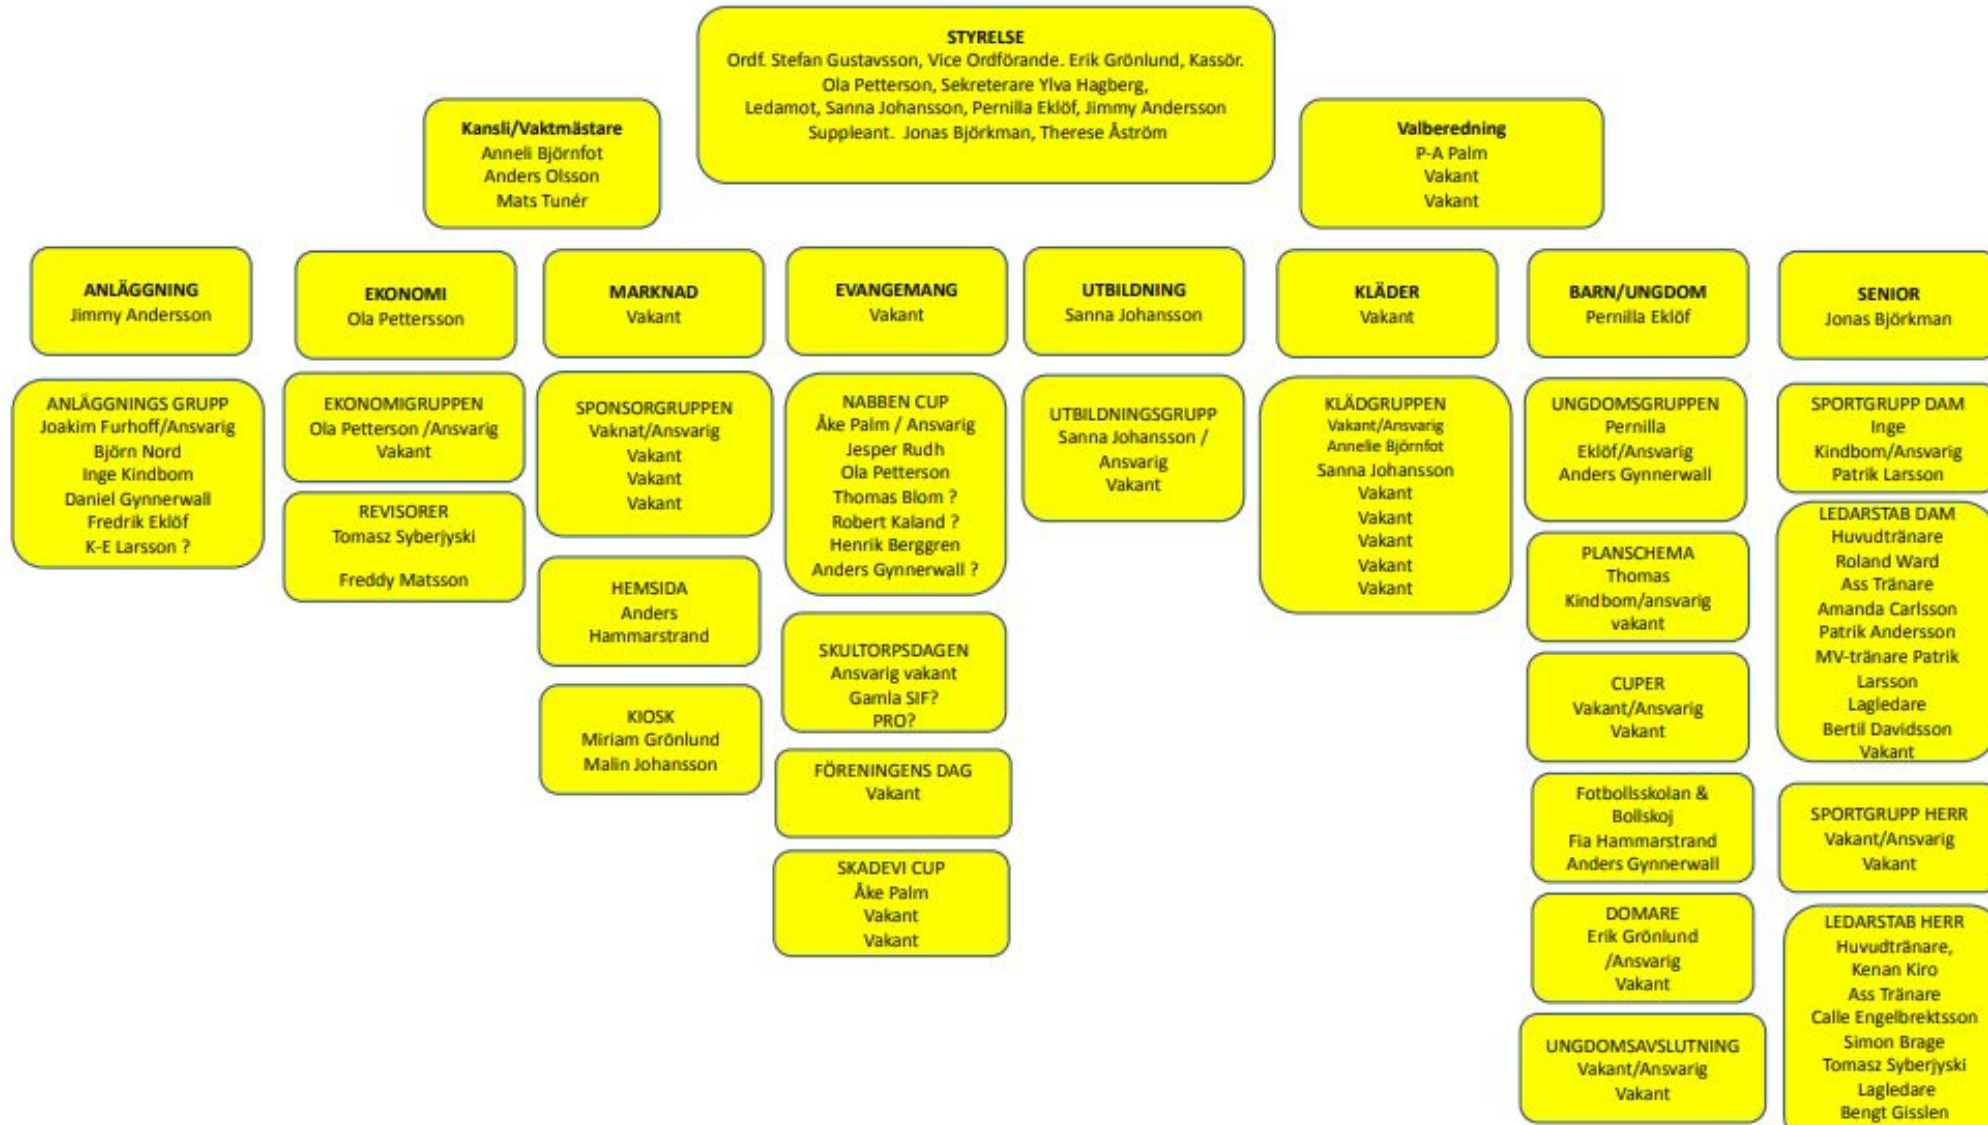 STYRELSE
Ordf. Stefan Gustavsson, Vice Ordförande. Erik Grönlund, Kassör.
Ola Petterson, Sekreterare Ylva Hagberg,
Ledamot, Sanna Johansson, Pernilla Eklöf, Jimmy Andersson
Suppleant. Jonas Björkman, Therese Åström
Kansli/Vaktmästare
Anneli Björnfot
Anders Olsson
Mats Tunér
Valberedning
P-A Palm
Vakant
Vakant
ANLÄGGNING
Jimmy Andersson
EKONOMI
Ola Pettersson
MARKNAD
Vakant
EVANGEMANG
Vakant
UTBILDNING
Sanna Johansson
KLÄDER
Vakant
BARN/UNGDOM
Pernilla Eklöf
SENIOR
Jonas Björkman
ANLÄGGNINGS GRUPP
Joakim Furhoff/Ansvarig
Björn Nord
Inge Kindbom
Daniel Gynnerwall
Fredrik Eklöf
K-E Larsson ?
EKONOMIGRUPPEN
Ola Petterson /Ansvarig
Vakant
REVISORER
Tomasz Syberjyski
Freddy Matsson
SPONSORGRUPPEN
Vaknat/Ansvarig
Vakant
Vakant
Vakant
HEMSIDA
Anders
Hammarstrand
KIOSK
Miriam Grönlund
Malin Johansson
NABBEN CUP
Åke Palm / Ansvarig
Jesper Rudh
Ola Petterson
Thomas Blom ?
Robert Kaland ?
Henrik Berggren
Anders Gynnerwall ?
SKULTORPSDAGEN
Ansvarig vakant
Gamla SIF?
PRO?
FÖRENINGENS DAG
Vakant
SKADEVI CUP
Åke Palm
Vakant
Vakant
UTBILDNINGSGRUPP
Sanna Johansson /
Ansvarig
Vakant
KLÄDGRUPPEN
Vakant/Ansvarig
Annelie Björnfot
Sanna Johansson
Vakant
Vakant
Vakant
Vakant
Vakant
UNGDOMSGRUPPEN
Pernilla
Eklöf/Ansvarig
Anders Gynnerwall
PLANSCHEMA
Thomas
Kindbom/ansvarig
vakant
CUPER
Vakant/Ansvarig
Vakant
Fotbollsskolan &
Bollskoj
Fia Hammarstrand
Anders Gynnerwall
DOMARE
Erik Grönlund
/Ansvarig
Vakant
UNGDOMSAVSLUTNING
Vakant/Ansvarig
Vakant
SPORTGRUPP DAM
Inge
Kindbom/Ansvarig
Patrik Larsson
LEDARSTAB DAM
Huvudtränare
Roland Ward
Ass Tränare
Amanda Carlsson
Patrik Andersson
MV-tränare Patrik
Larsson
Lagledare
Bertil Davidsson
Vakant
SPORTGRUPP HERR
Vakant/Ansvarig
Vakant
LEDARSTAB HERR
Huvudtränare,
Kenan Kiro
Ass Tränare
Calle Engelbrektsson
Simon Brage
Tomasz Syberjyski
Lagledare
Bengt Gisslen